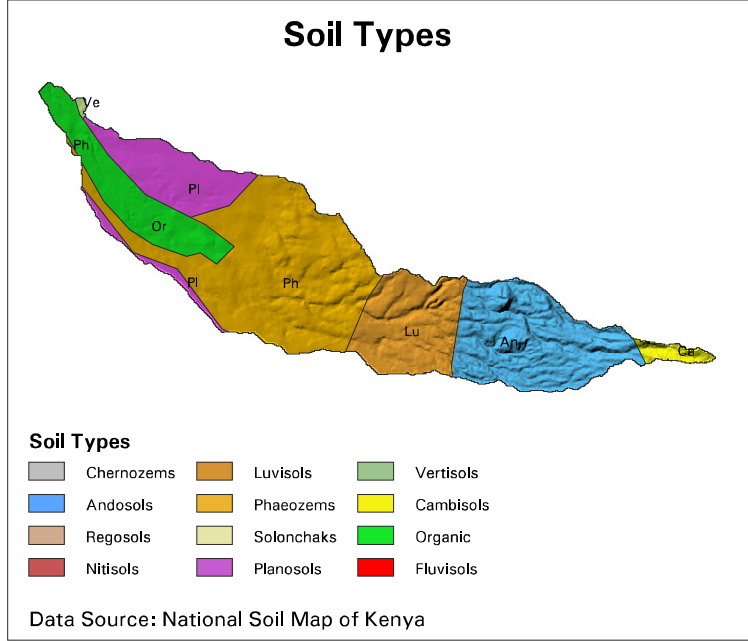 Soil Types
Ve
Ph
Pl
Or
Pl
Ph
Lu
An
Ca
Soil Types
Chernozems
Luvisols
Vertisols
Andosols
Phaeozems
Cambisols
Regosols
Solonchaks
Organic
Nitisols
Planosols
Fluvisols
Data Source: National Soil Map of Kenya